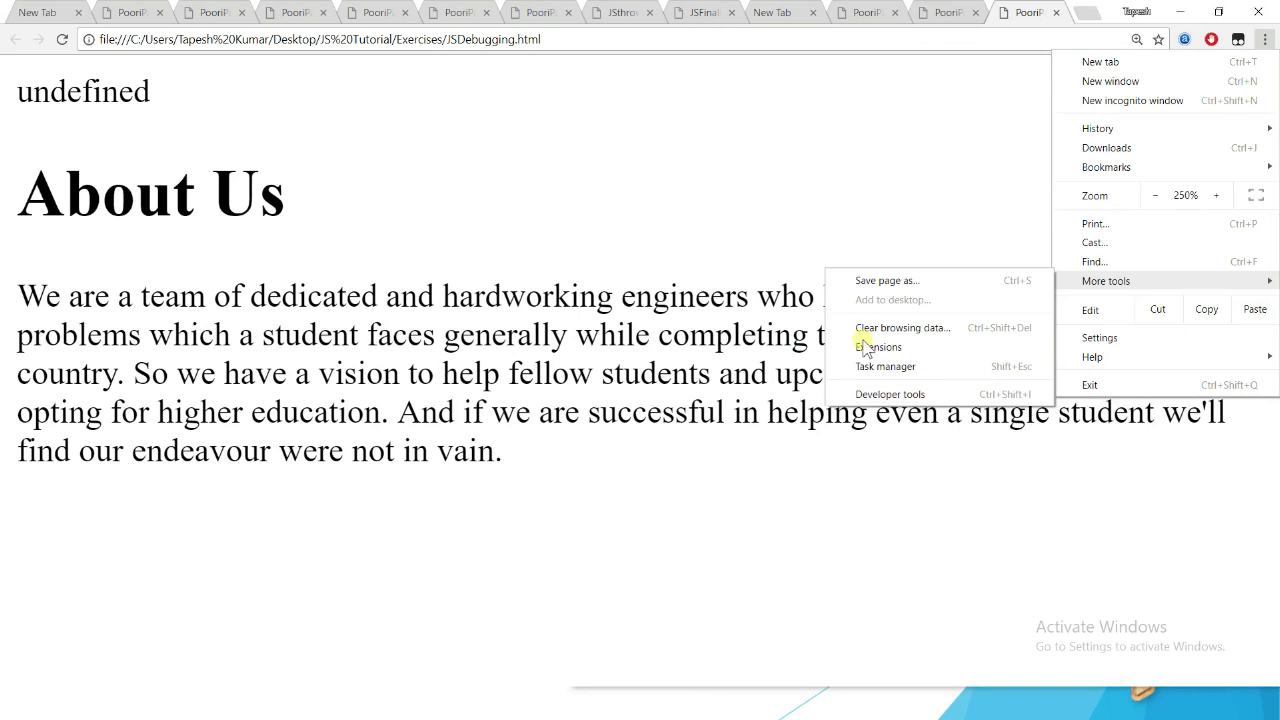 New Tab PooriP PooriP PooriP PooriP PooriP PooriP JSthrow JSFinal New Tab PooriP PooriP PooriP Tapesh
file:///C:/Users/Tapesh%20Kumar/Desktop/JS%20Tutorial/Exercises/JSDebugging.html
undefined
About Us
We are a team of dedicated and hardworking engineers who
problems which a student faces generally while completing
country. So we have a vision to help fellow students and upc
opting for higher education. And if we are successful in helping even a single student we'll
find our endeavour were not in vain.
New tab Ctrl+T
New window Ctrl+N
New incognito window Ctrl+Shift+N
History
Downloads Ctrl+J
Bookmarks
Zoom − 250% +
Print... Ctrl+P
Cast...
Find... Ctrl+F
More tools
Edit Cut Copy Paste
Settings
Help
Exit Ctrl+Shift+Q
Save page as... Ctrl+S
Add to desktop...
Clear browsing data... Ctrl+Shift+Del
Extensions
Task manager Shift+Esc
Developer tools Ctrl+Shift+I
Activate Windows
Go to Settings to activate Windows.